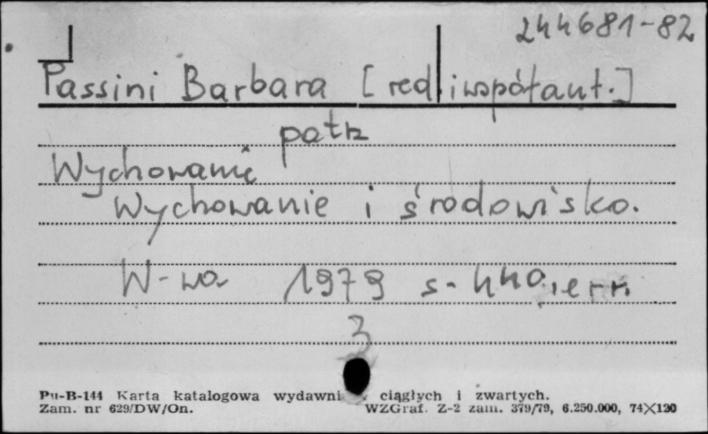 244681-82
Passini Barbara [red. i współaut.]
patrz
Wychowanie
Wychowanie i środowisko.
W-wa 1979 s. 440, err.
3
Pu-B-144 Karta katalogowa wydawni ciągłych i zwartych.
Zam. nr 629/DW/On. WZGraf. Z-2 zam. 379/79, 6.250.000, 74X120